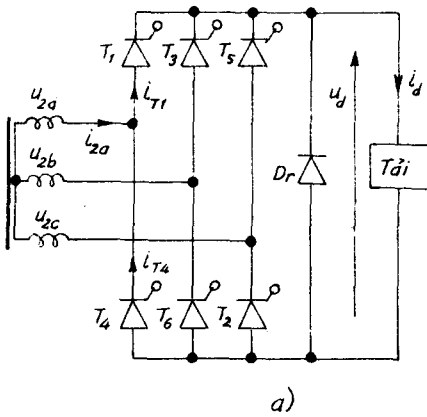 T1 T3 T5
iT1
u2a
i2a
u2b
u2c
iT4
T4 T6 T2
Dr
ud
id
Tải
a)